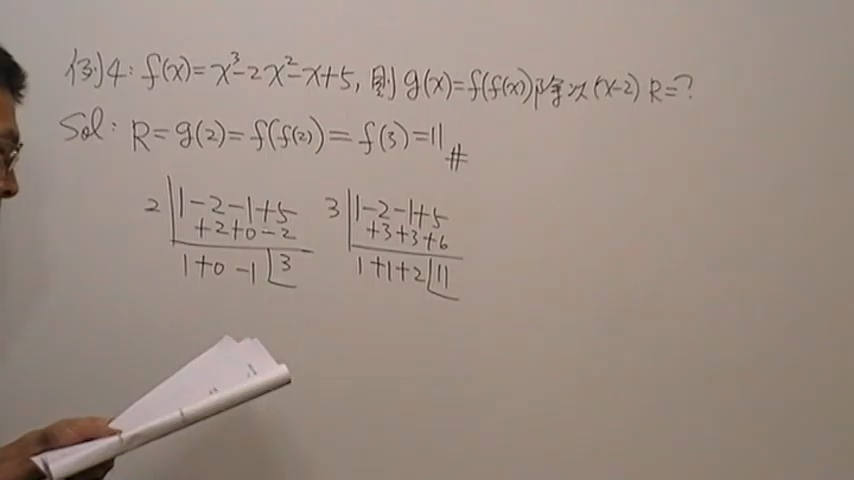 例4: f(x)=x³-2x²-x+5, 則 g(x)=f(f(x))除以(x-2) R=?
Sol: R=g(2)=f(f(2))=f(3)=11 #
2 | 1-2-1+5
+2+0-2
1+0-1 | 3
3 | 1-2-1+5
+3+3+6
1+1+2 | 11